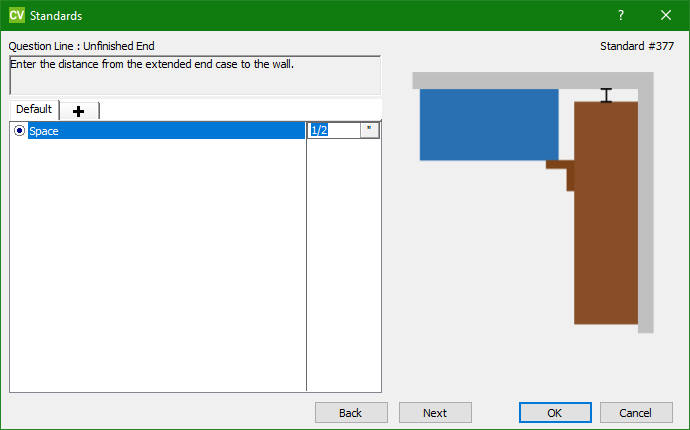 CV Standards ?
Question Line : Unfinished End Standard #377
Enter the distance from the extended end case to the wall.
Default
Space 1/2 "
Back Next OK Cancel